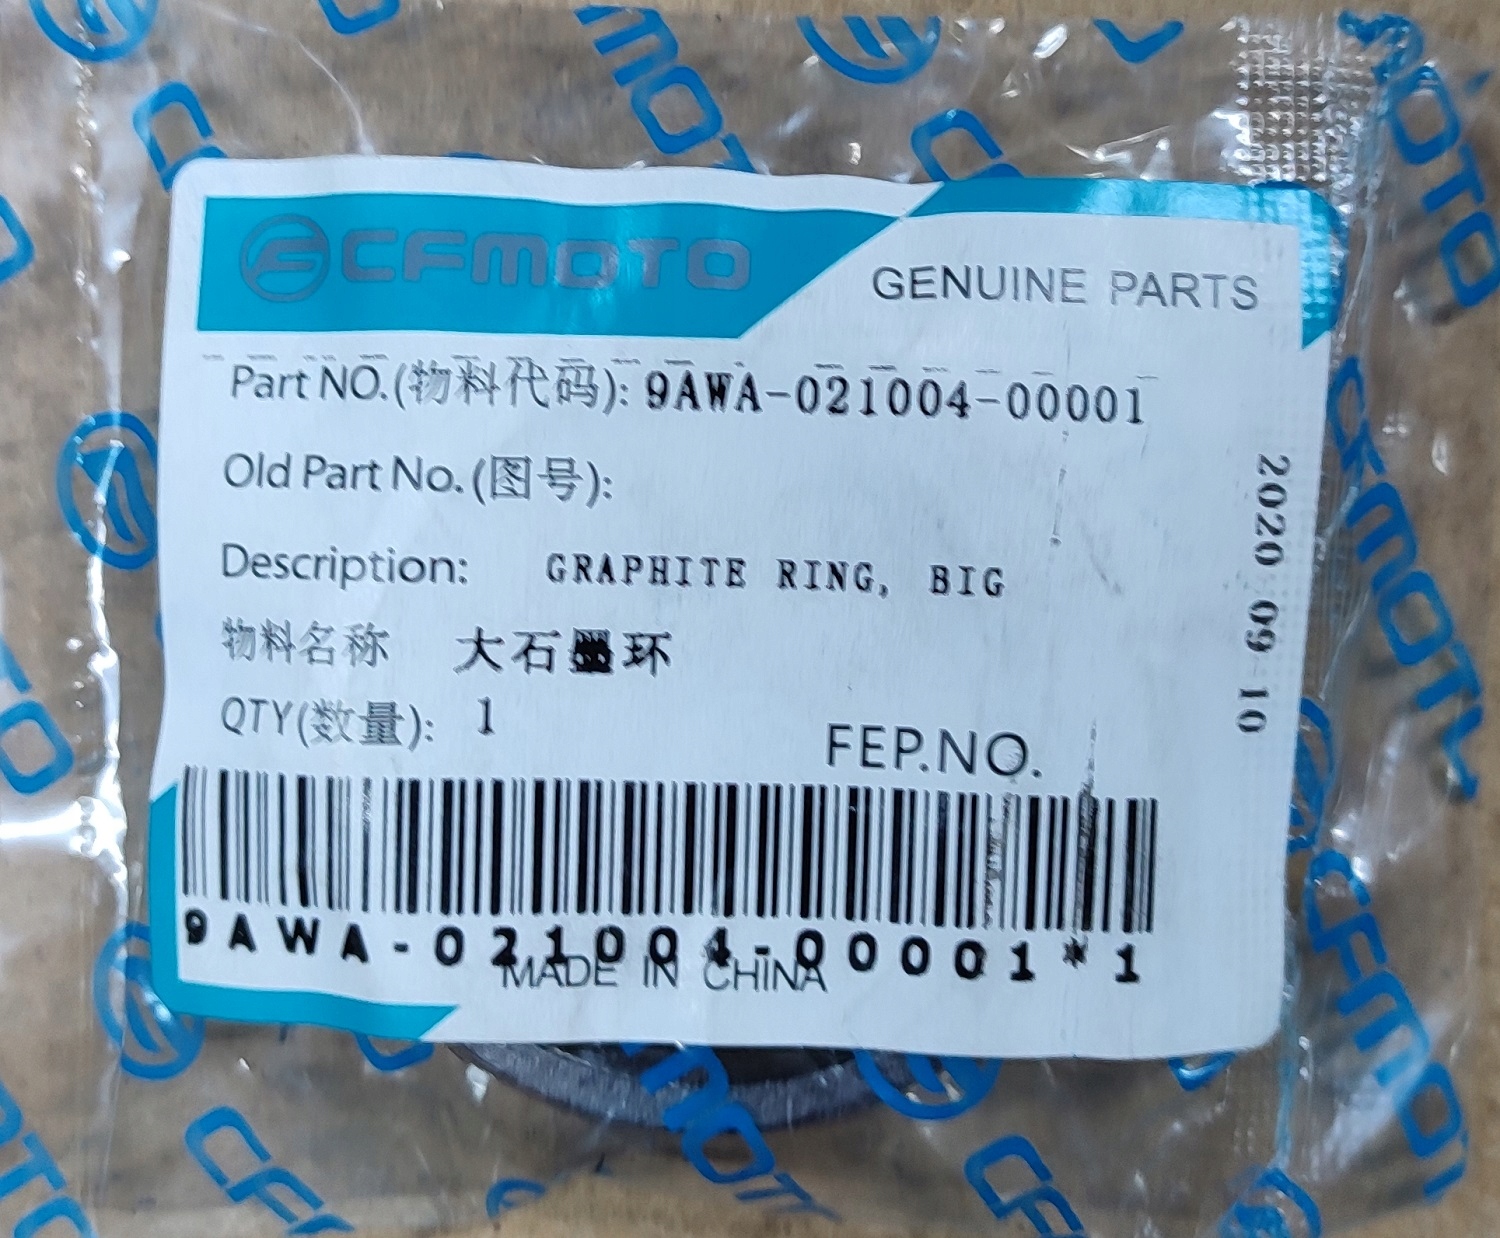 CFMOTO
GENUINE PARTS
Part NO.(物料代码): 9AWA-021004-00001
Old Part No.(图号):
Description: GRAPHITE RING, BIG
物料名称 大石墨环
QTY(数量): 1
FEP.NO.
2020 09 10
9AWA-021004-00001*1
MADE IN CHINA